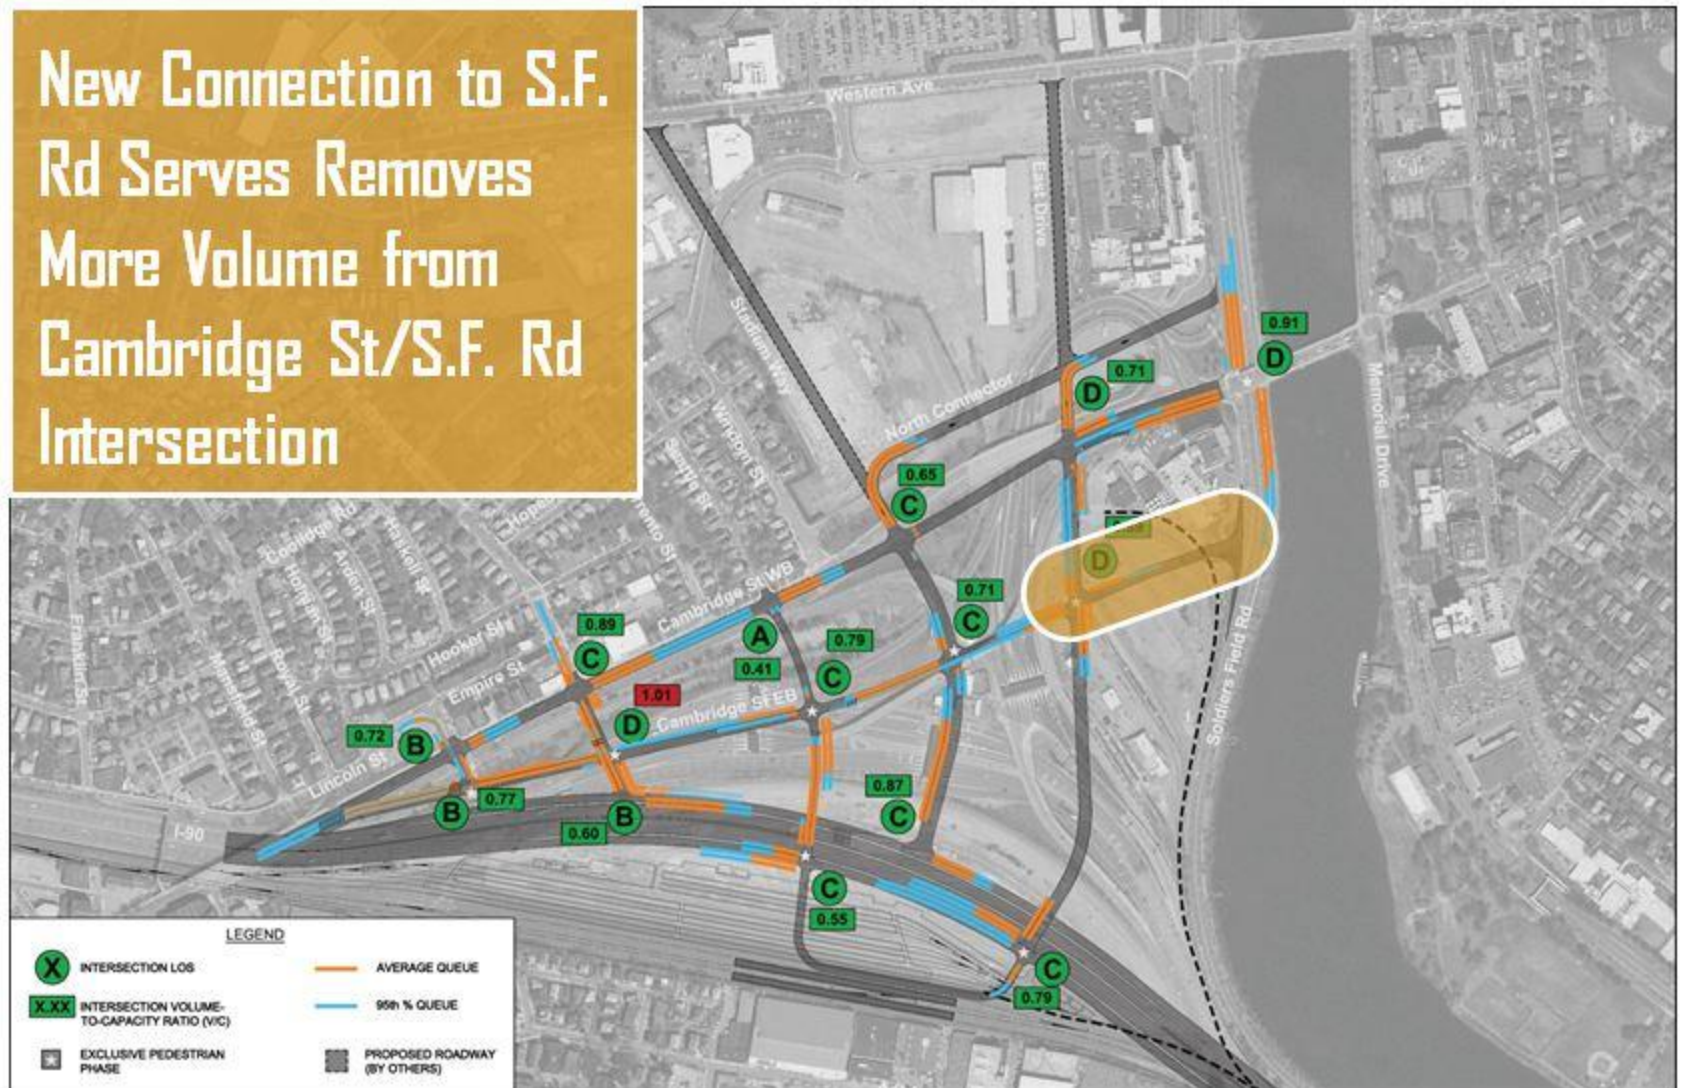 New Connection to S.F.
Rd Serves Removes
More Volume from
Cambridge St/S.F. Rd
Intersection
Western Ave
East Drive
Stadium Way
0.91
D
0.71
D
North Connector
Memorial Drive
Windom St
0.65
C
Coolidge Rd
Haskell St
Arden St
Hooker St
Cambridge St WB
D
0.71
C
0.89
C
A
0.79
C
0.41
Franklin St
Mansfield St
Royal St
Empire St
1.01
D
Cambridge St EB
Soldiers Field Rd
0.72
B
Lincoln St
0.77
B
0.87
C
I-90
0.60
B
C
0.55
C
0.79
LEGEND
X INTERSECTION LOS
AVERAGE QUEUE
X.XX INTERSECTION VOLUME-
TO-CAPACITY RATIO (V/C)
95th % QUEUE
EXCLUSIVE PEDESTRIAN
PHASE
PROPOSED ROADWAY
(BY OTHERS)